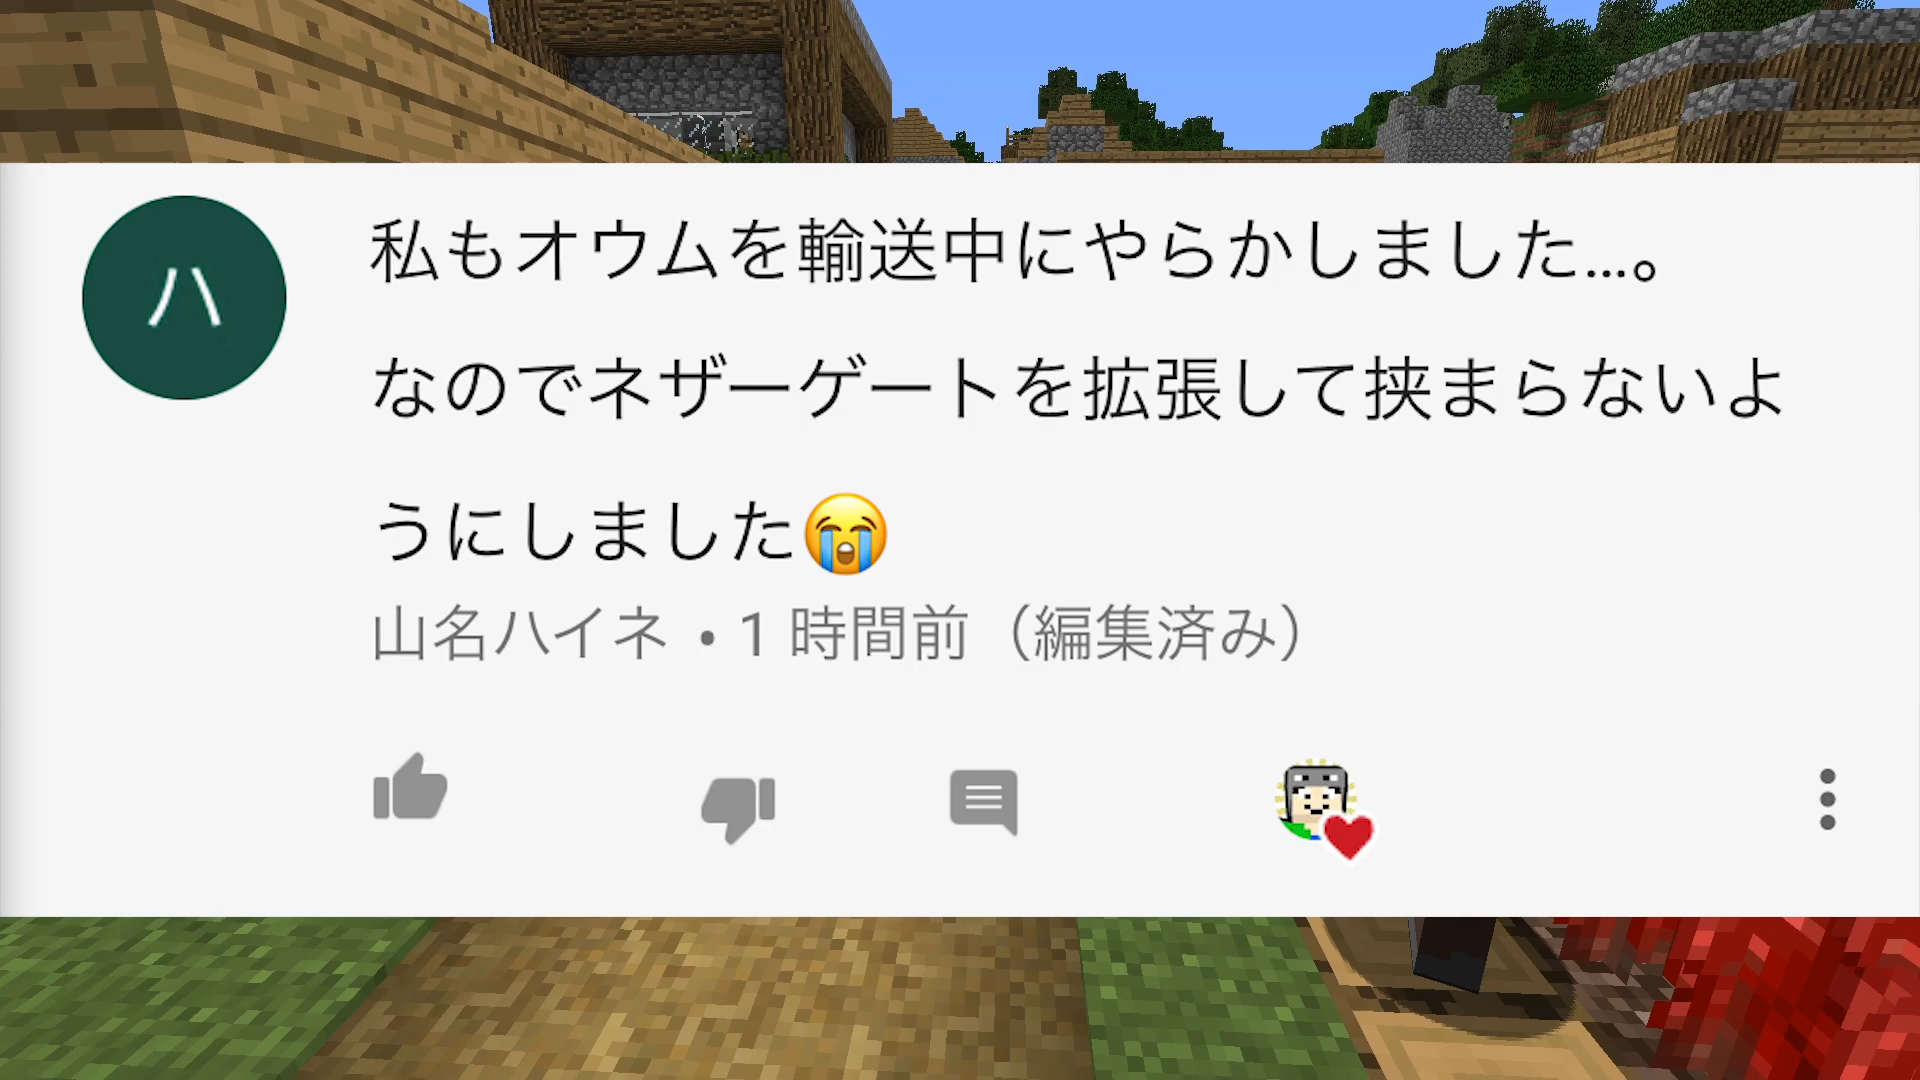 ハ
私もオウムを輸送中にやらかしました…。
なのでネザーゲートを拡張して挟まらないよ
うにしました😭
山名ハイネ • 1 時間前（編集済み）